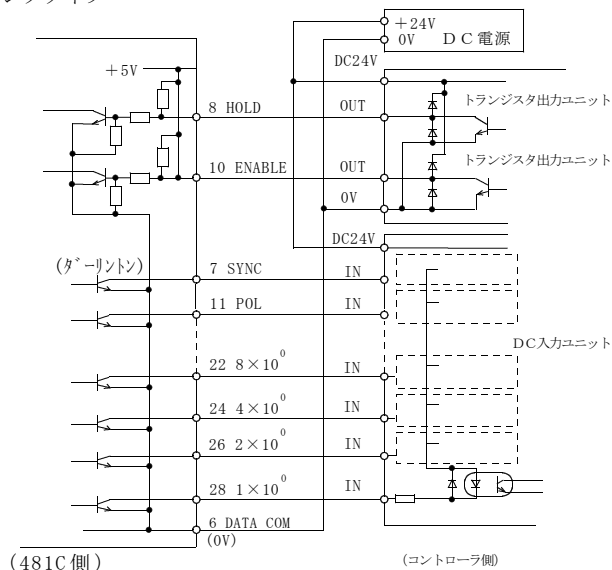 +24V
0V DC電源
DC24V
+5V
8 HOLD OUT トランジスタ出力ユニット
10 ENABLE OUT トランジスタ出力ユニット
0V
DC24V
(ダーリントン) 7 SYNC IN
11 POL IN
DC入力ユニット
22 8×10⁰ IN
24 4×10⁰ IN
26 2×10⁰ IN
28 1×10⁰ IN
6 DATA COM
(0V)
(481C側) (コントローラ側)